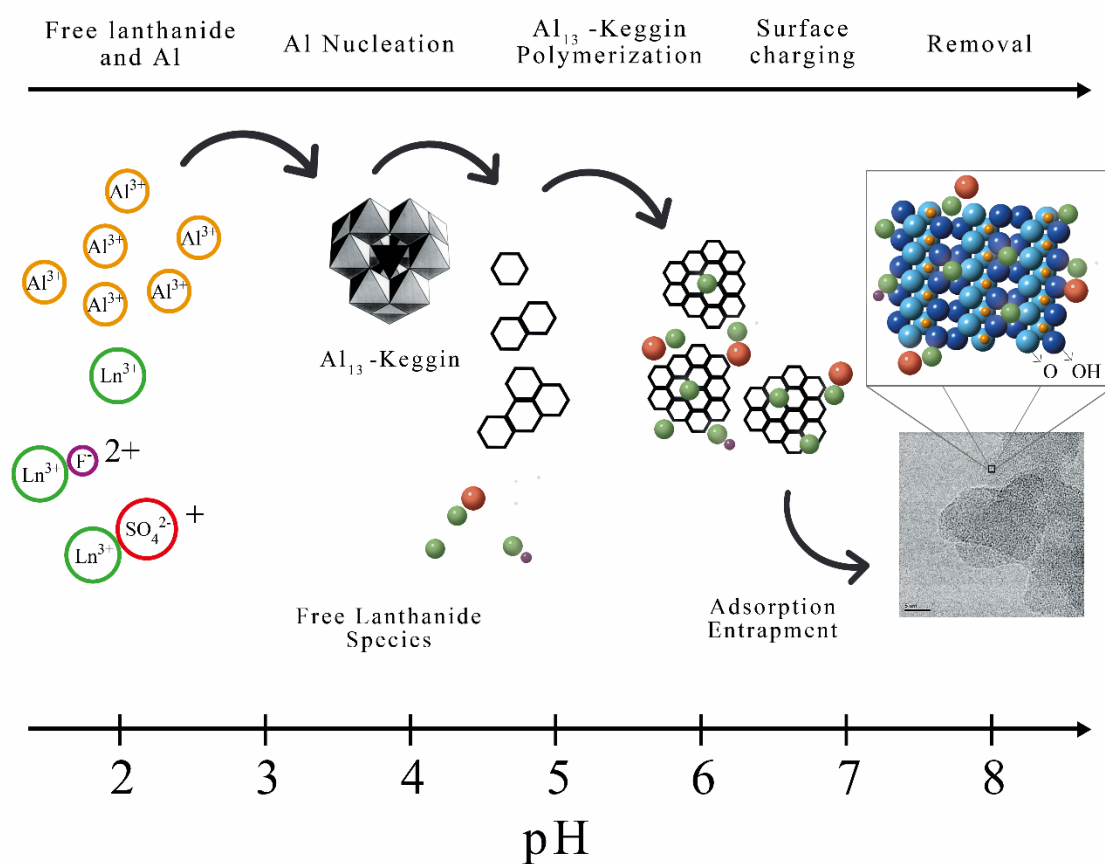 Free lanthanide
and Al
Al Nucleation
Al₁₃-Keggin
Polymerization
Surface
charging
Removal
Al³⁺
Al³⁺
Al³⁺
Al³⁺
Al³⁺
Al³⁺
Ln³⁺
Ln³⁺
F⁻
2+
Ln³⁺
SO₄²⁻
+
Al₁₃-Keggin
Free Lanthanide
Species
Adsorption
Entrapment
O
OH
2
3
4
5
6
7
8
pH